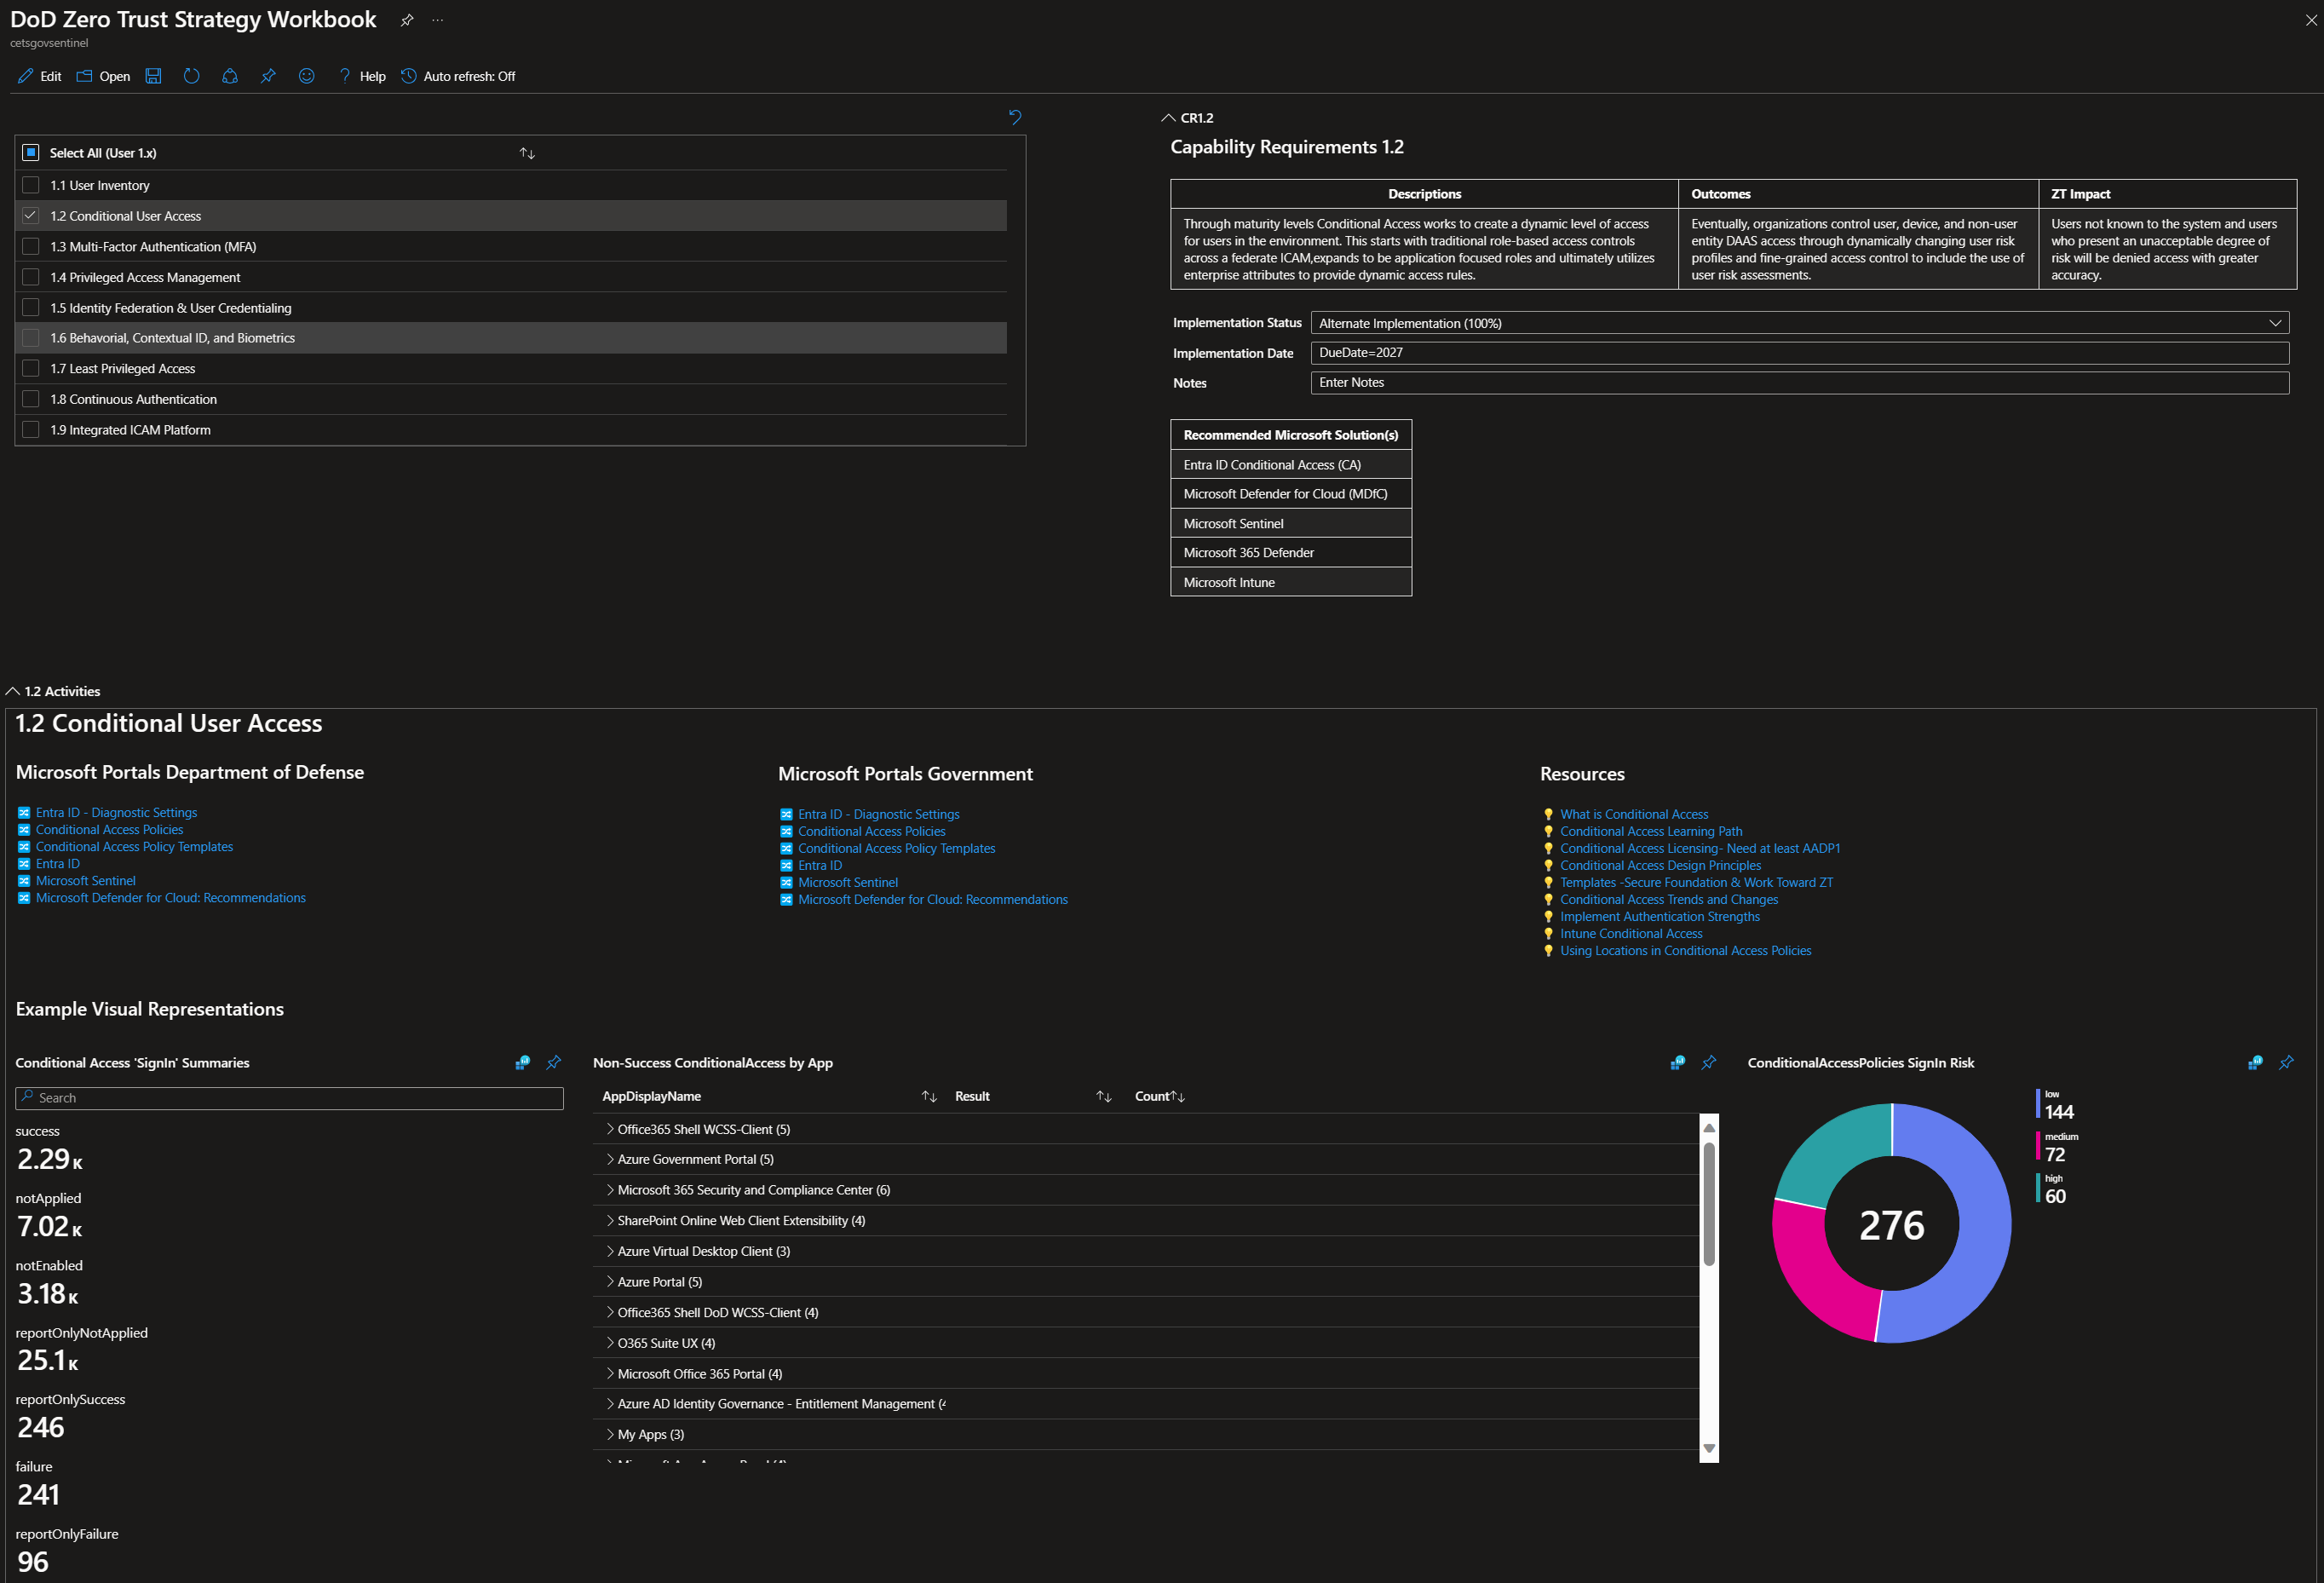 DoD Zero Trust Strategy Workbook
cetsgovsentinel
Edit Open Help Auto refresh: Off
Select All (User 1.x)
1.1 User Inventory
1.2 Conditional User Access
1.3 Multi-Factor Authentication (MFA)
1.4 Privileged Access Management
1.5 Identity Federation & User Credentialing
1.6 Behavorial, Contextual ID, and Biometrics
1.7 Least Privileged Access
1.8 Continuous Authentication
1.9 Integrated ICAM Platform
CR1.2
Capability Requirements 1.2
Descriptions
Outcomes
ZT Impact
Through maturity levels Conditional Access works to create a dynamic level of access
for users in the environment. This starts with traditional role-based access controls
across a federate ICAM,expands to be application focused roles and ultimately utilizes
enterprise attributes to provide dynamic access rules.
Eventually, organizations control user, device, and non-user
entity DAAS access through dynamically changing user risk
profiles and fine-grained access control to include the use of
user risk assessments.
Users not known to the system and users
who present an unacceptable degree of
risk will be denied access with greater
accuracy.
Implementation Status Alternate Implementation (100%)
Implementation Date DueDate=2027
Notes Enter Notes
Recommended Microsoft Solution(s)
Entra ID Conditional Access (CA)
Microsoft Defender for Cloud (MDfC)
Microsoft Sentinel
Microsoft 365 Defender
Microsoft Intune
1.2 Activities
1.2 Conditional User Access
Microsoft Portals Department of Defense
Entra ID - Diagnostic Settings
Conditional Access Policies
Conditional Access Policy Templates
Entra ID
Microsoft Sentinel
Microsoft Defender for Cloud: Recommendations
Microsoft Portals Government
Entra ID - Diagnostic Settings
Conditional Access Policies
Conditional Access Policy Templates
Entra ID
Microsoft Sentinel
Microsoft Defender for Cloud: Recommendations
Resources
What is Conditional Access
Conditional Access Learning Path
Conditional Access Licensing- Need at least AADP1
Conditional Access Design Principles
Templates -Secure Foundation & Work Toward ZT
Conditional Access Trends and Changes
Implement Authentication Strengths
Intune Conditional Access
Using Locations in Conditional Access Policies
Example Visual Representations
Conditional Access 'SignIn' Summaries
Search
success
2.29 K
notApplied
7.02 K
notEnabled
3.18 K
reportOnlyNotApplied
25.1 K
reportOnlySuccess
246
failure
241
reportOnlyFailure
96
Non-Success ConditionalAccess by App
AppDisplayName Result Count
Office365 Shell WCSS-Client (5)
Azure Government Portal (5)
Microsoft 365 Security and Compliance Center (6)
SharePoint Online Web Client Extensibility (4)
Azure Virtual Desktop Client (3)
Azure Portal (5)
Office365 Shell DoD WCSS-Client (4)
O365 Suite UX (4)
Microsoft Office 365 Portal (4)
Azure AD Identity Governance - Entitlement Management
My Apps (3)
ConditionalAccessPolicies SignIn Risk
276
low
144
medium
72
high
60